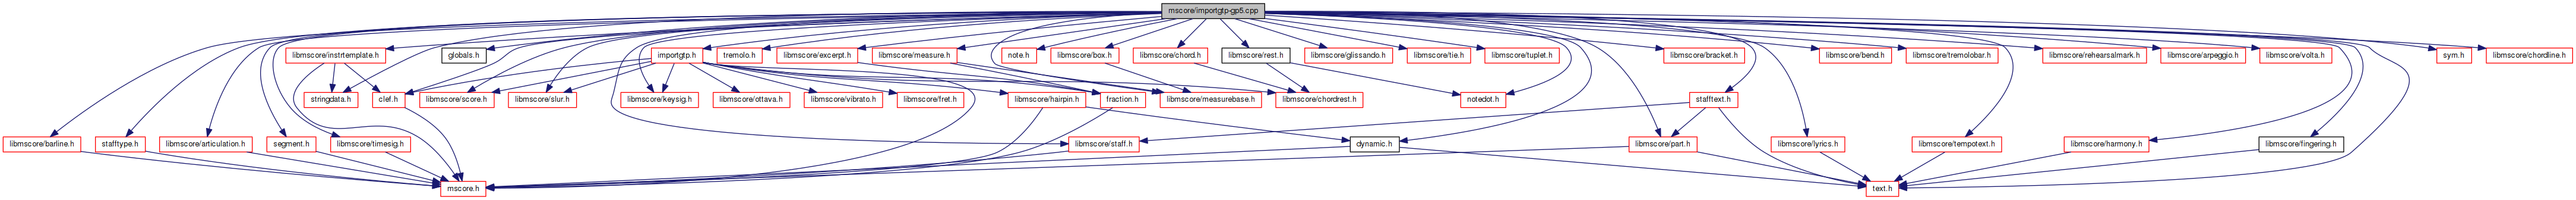 mscore/importgtp-gp5.cpp
libmscore/instrtemplate.h
globals.h
importgtp.h
tremolo.h
libmscore/excerpt.h
libmscore/measure.h
note.h
libmscore/box.h
libmscore/chord.h
libmscore/rest.h
libmscore/glissando.h
libmscore/tie.h
libmscore/tuplet.h
libmscore/bracket.h
libmscore/bend.h
libmscore/tremolobar.h
libmscore/rehearsalmark.h
libmscore/arpeggio.h
libmscore/volta.h
sym.h
libmscore/chordline.h
stringdata.h
clef.h
libmscore/score.h
libmscore/slur.h
libmscore/keysig.h
libmscore/ottava.h
libmscore/vibrato.h
libmscore/fret.h
libmscore/hairpin.h
fraction.h
libmscore/measurebase.h
libmscore/chordrest.h
notedot.h
stafftext.h
libmscore/barline.h
stafftype.h
libmscore/articulation.h
segment.h
libmscore/timesig.h
libmscore/staff.h
dynamic.h
libmscore/part.h
libmscore/lyrics.h
libmscore/tempotext.h
libmscore/harmony.h
libmscore/fingering.h
mscore.h
text.h